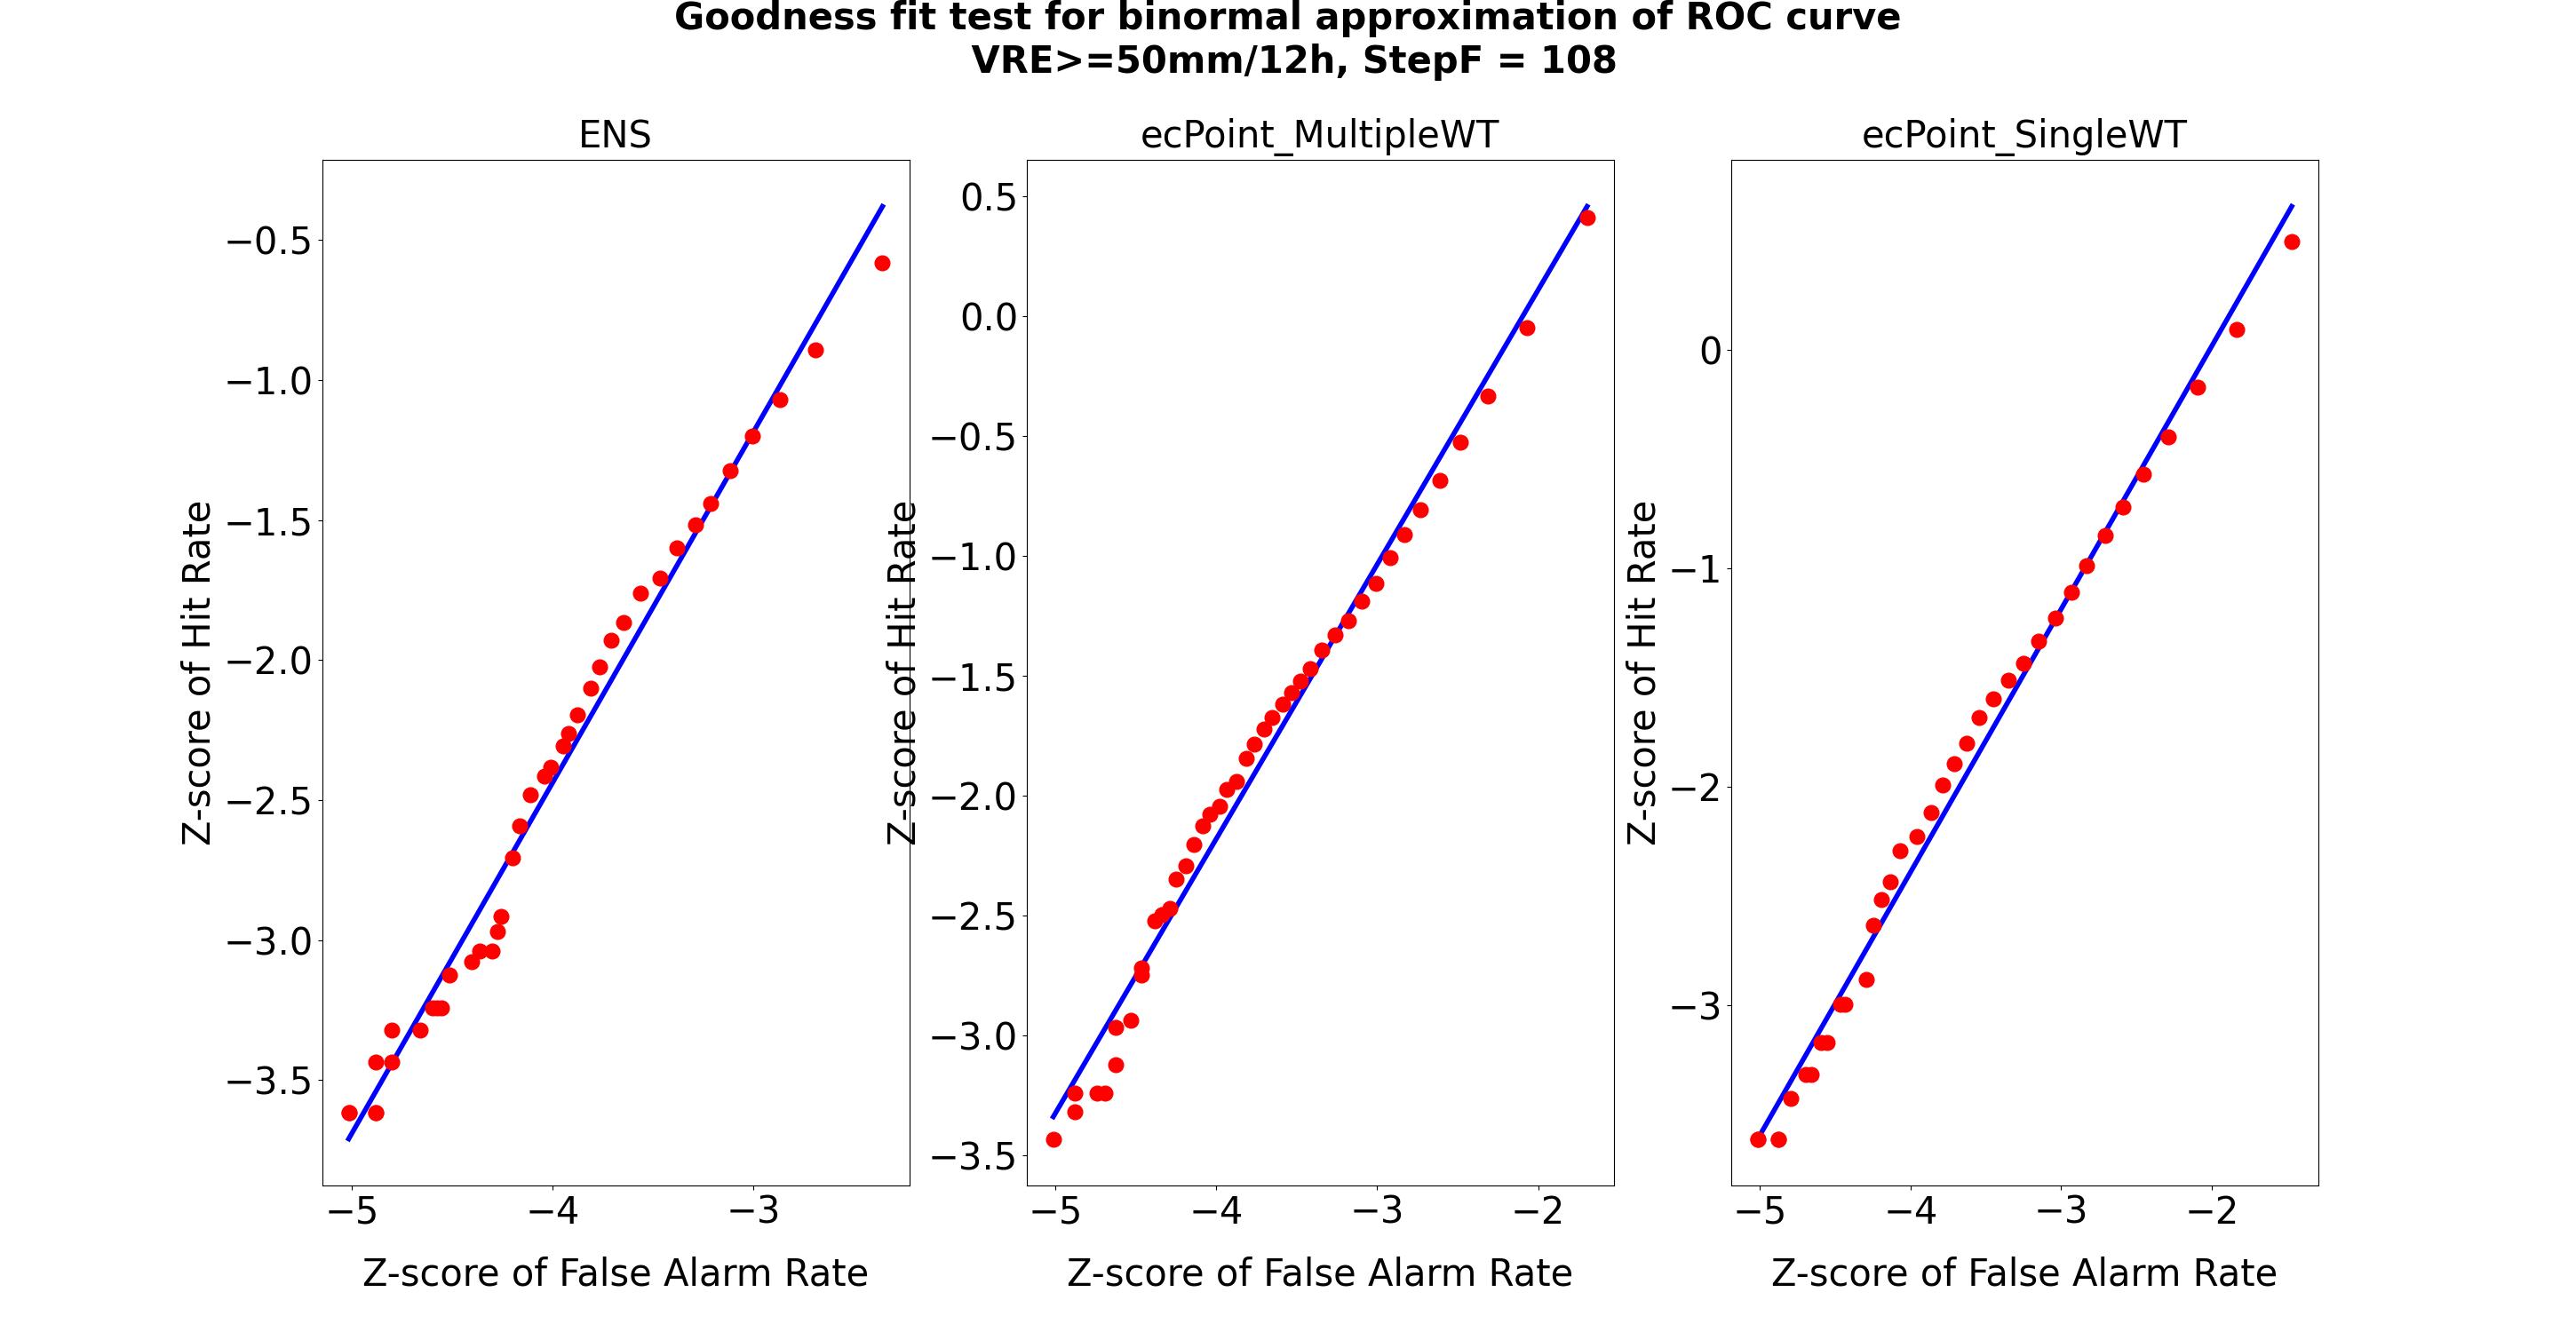 Goodness fit test for binormal approximation of ROC curve
VRE>=50mm/12h, StepF = 108
ENS
−0.5
−1.0
−1.5
−2.0
−2.5
−3.0
−3.5
Z-score of Hit Rate
−5 −4 −3
Z-score of False Alarm Rate
ecPoint_MultipleWT
0.5
0.0
−0.5
−1.0
−1.5
−2.0
−2.5
−3.0
−3.5
Z-score of Hit Rate
−5 −4 −3 −2
Z-score of False Alarm Rate
ecPoint_SingleWT
0
−1
−2
−3
Z-score of Hit Rate
−5 −4 −3 −2
Z-score of False Alarm Rate